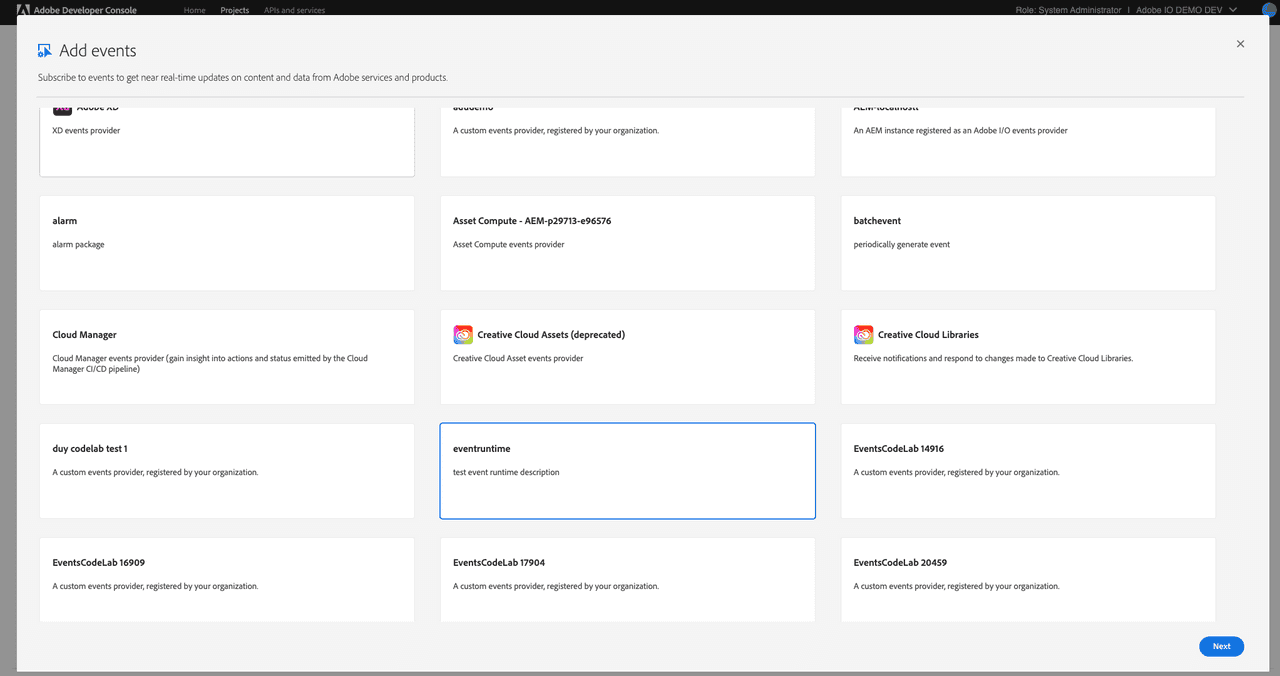 Adobe Developer Console
Home
Projects
APIs and services
Role: System Administrator | Adobe IO DEMO DEV
Add events
Subscribe to events to get near real-time updates on content and data from Adobe services and products.
Adobe XD
XD events provider
A custom events provider, registered by your organization.
An AEM instance registered as an Adobe I/O events provider
alarm
alarm package
Asset Compute - AEM-p29713-e96576
Asset Compute events provider
batchevent
periodically generate event
Cloud Manager
Cloud Manager events provider (gain insight into actions and status emitted by the Cloud
Manager CI/CD pipeline)
Creative Cloud Assets (deprecated)
Creative Cloud Asset events provider
Creative Cloud Libraries
Receive notifications and respond to changes made to Creative Cloud Libraries.
duy codelab test 1
A custom events provider, registered by your organization.
eventruntime
test event runtime description
EventsCodeLab 14916
A custom events provider, registered by your organization.
EventsCodeLab 16909
A custom events provider, registered by your organization.
EventsCodeLab 17904
A custom events provider, registered by your organization.
EventsCodeLab 20459
A custom events provider, registered by your organization.
Next